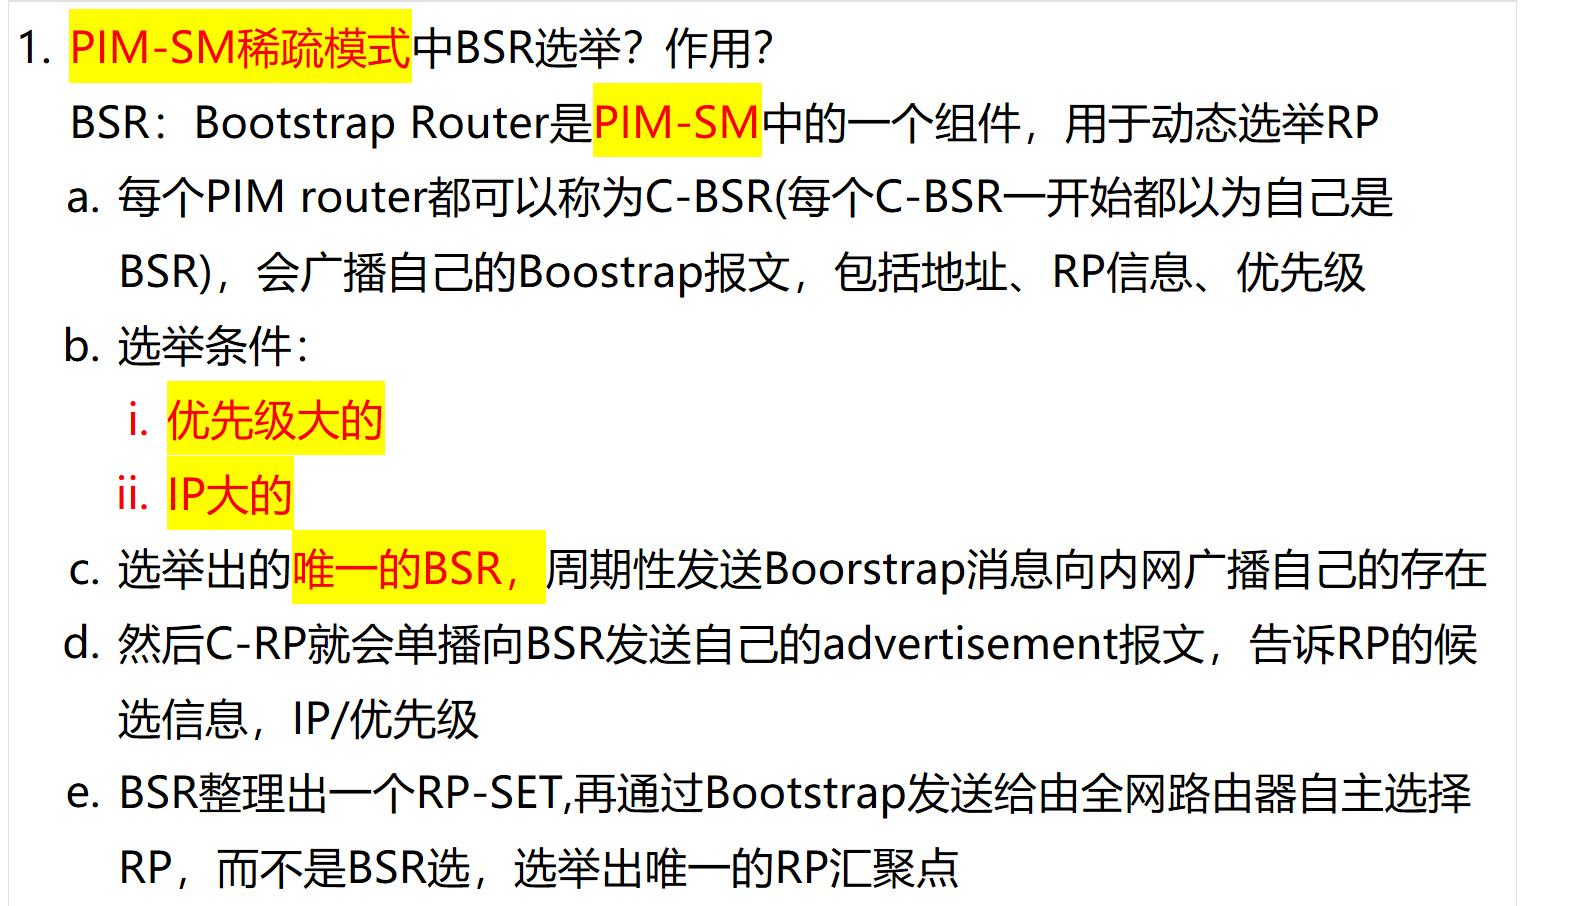 1. PIM-SM稀疏模式中BSR选举？作用？
BSR：Bootstrap Router是PIM-SM中的一个组件，用于动态选举RP
a. 每个PIM router都可以称为C-BSR(每个C-BSR一开始都以为自己是
BSR)，会广播自己的Boostrap报文，包括地址、RP信息、优先级
b. 选举条件：
i. 优先级大的
ii. IP大的
c. 选举出的唯一的BSR，周期性发送Boorstrap消息向内网广播自己的存在
d. 然后C-RP就会单播向BSR发送自己的advertisement报文，告诉RP的候
选信息，IP/优先级
e. BSR整理出一个RP-SET,再通过Bootstrap发送给由全网路由器自主选择
RP，而不是BSR选，选举出唯一的RP汇聚点